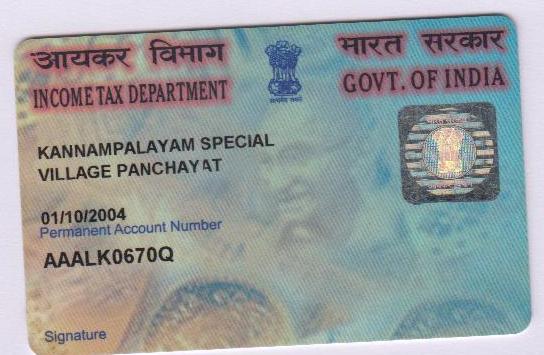 आयकर विभाग
भारत सरकार
INCOME TAX DEPARTMENT
GOVT. OF INDIA
KANNAMPALAYAM SPECIAL
VILLAGE PANCHAYAT
01/10/2004
Permanent Account Number
AAALK0670Q
Signature